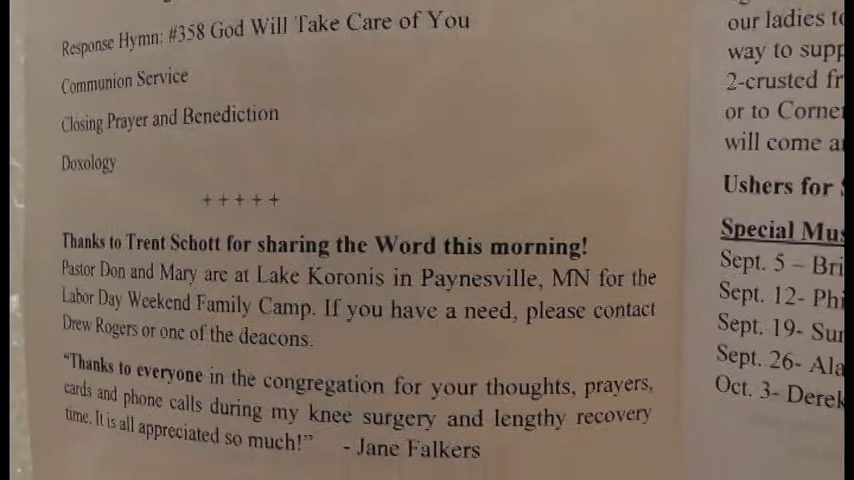 Response Hymn: #358 God Will Take Care of You
Communion Service
Closing Prayer and Benediction
Doxology
+ + + + +
Thanks to Trent Schott for sharing the Word this morning!
Pastor Don and Mary are at Lake Koronis in Paynesville, MN for the
Labor Day Weekend Family Camp. If you have a need, please contact
Drew Rogers or one of the deacons.
"Thanks to everyone in the congregation for your thoughts, prayers,
cards and phone calls during my knee surgery and lengthy recovery
time. It is all appreciated so much!" - Jane Falkers
our ladies
way to
2-crusted
or to
will come
Ushers for
Special
Sept. 5 –
Sept. 12-
Sept. 19-
Sept. 26-
Oct. 3- Derek